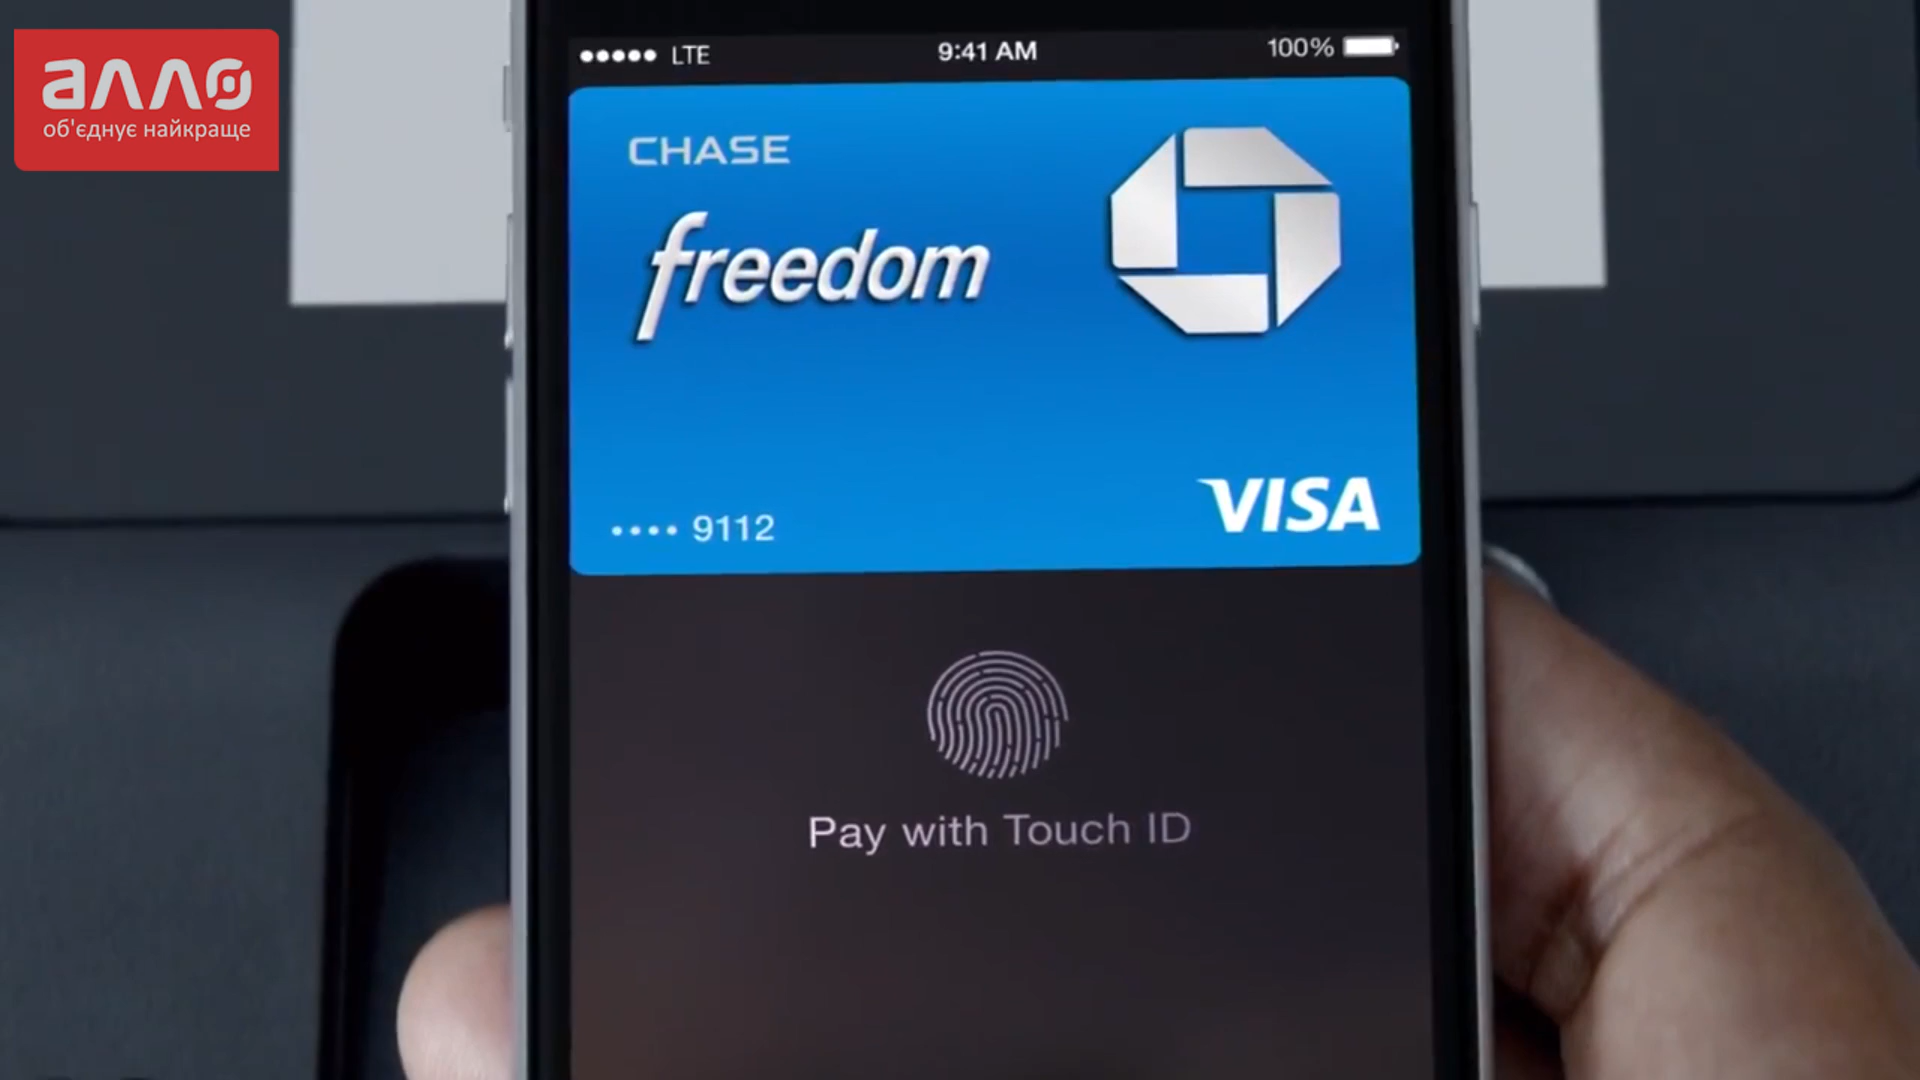 алло
об'єднує найкраще
••••• LTE 9:41 AM 100%
CHASE
freedom
•••• 9112 VISA
Pay with Touch ID